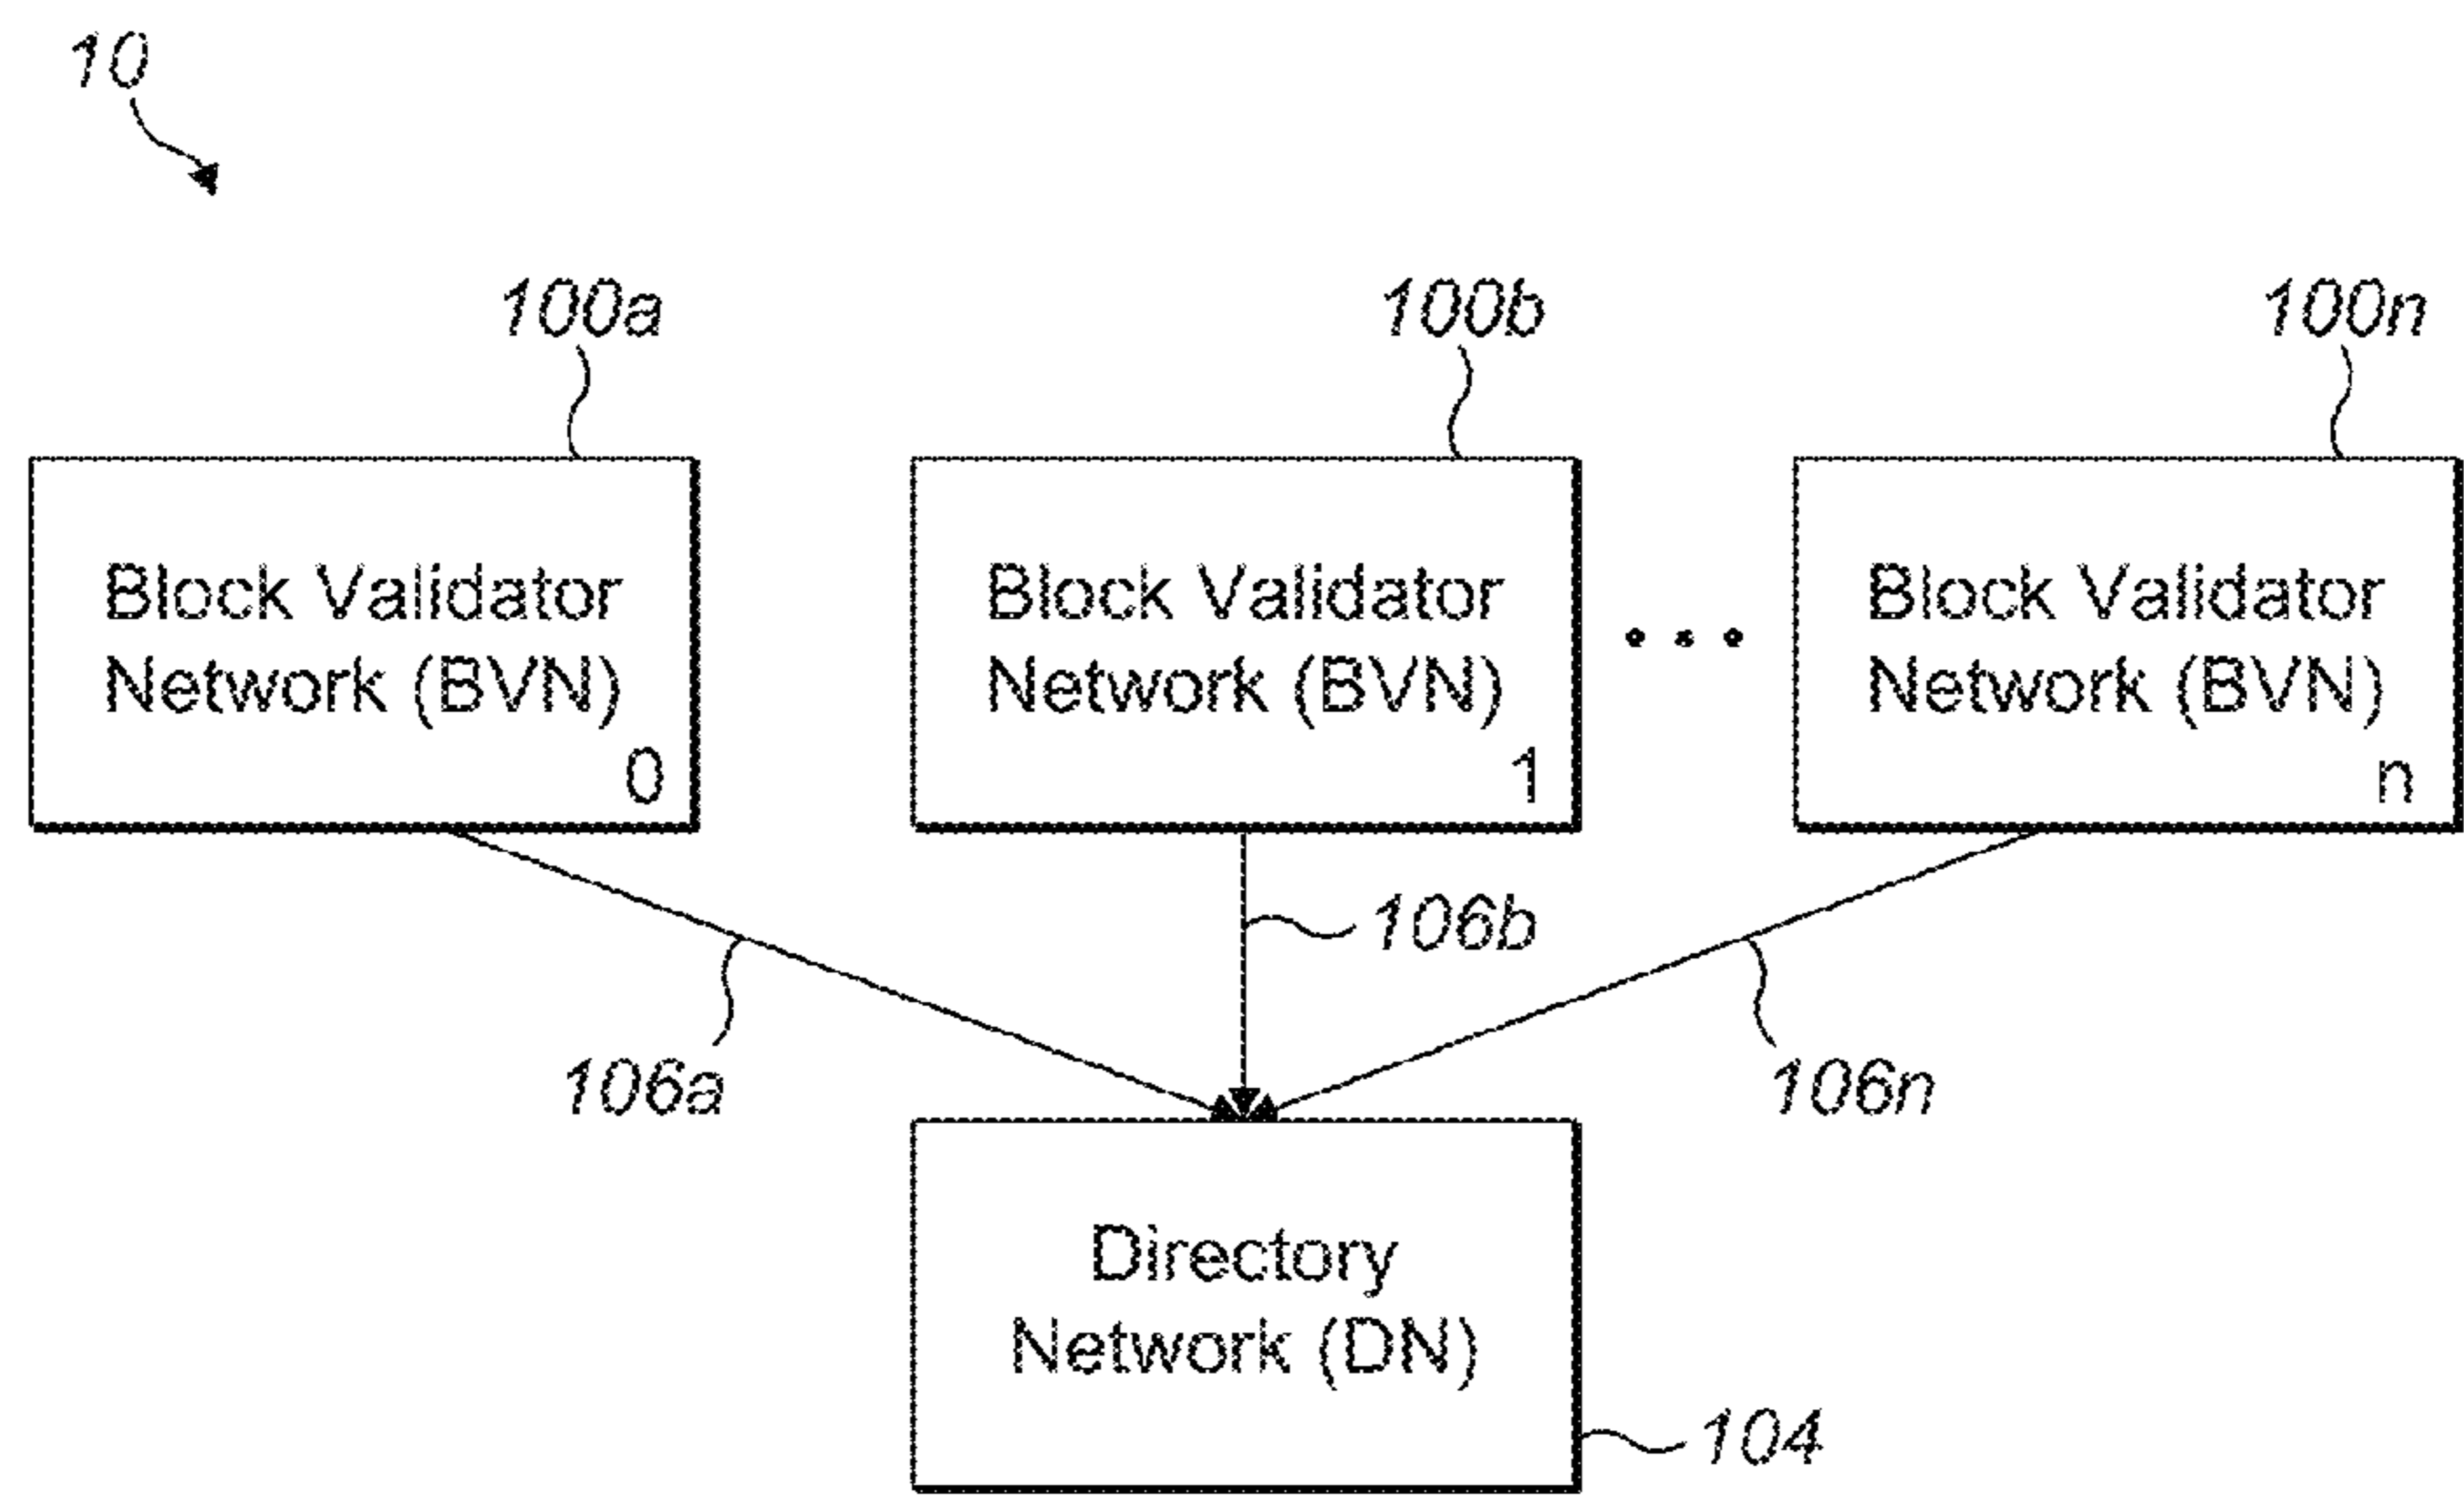 10
100a
100b
100n
Block Validator
Network (BVN)
0
Block Validator
Network (BVN)
1
Block Validator
Network (BVN)
n
106a
106b
106n
Directory
Network (DN)
104